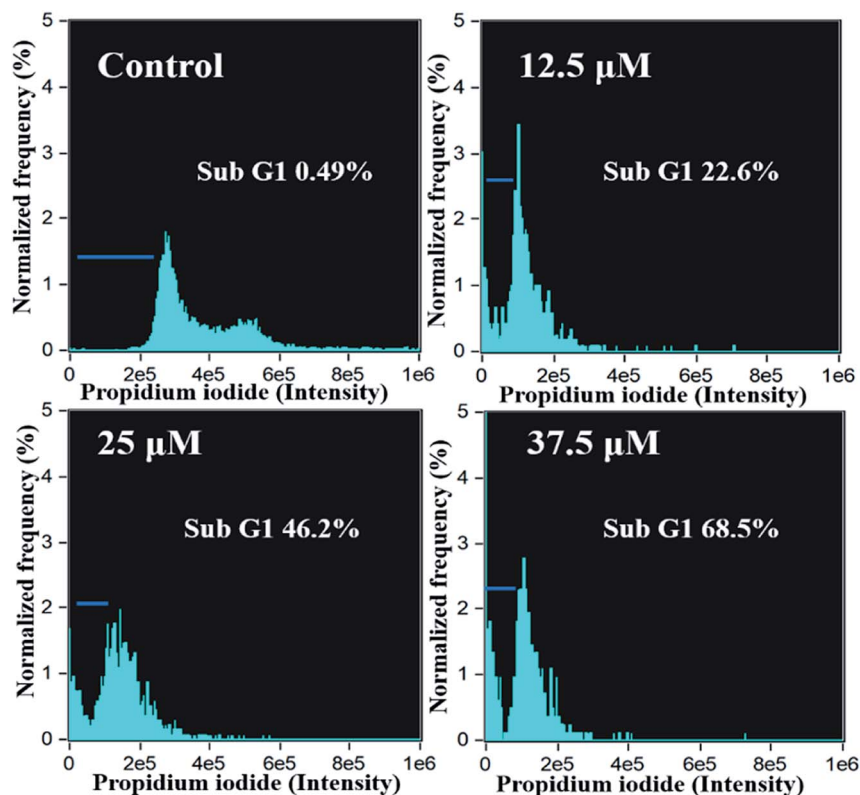 Control
Sub G1 0.49%
Normalized frequency (%)
5
4
3
2
1
0
0 2e5 4e5 6e5 8e5 1e6
Propidium iodide (Intensity)
12.5 μM
Sub G1 22.6%
Normalized frequency (%)
5
4
3
2
1
0
0 2e5 4e5 6e5 8e5 1e6
Propidium iodide (Intensity)
25 μM
Sub G1 46.2%
Normalized frequency (%)
5
4
3
2
1
0
0 2e5 4e5 6e5 8e5 1e6
Propidium iodide (Intensity)
37.5 μM
Sub G1 68.5%
Normalized frequency (%)
5
4
3
2
1
0
0 2e5 4e5 6e5 8e5 1e6
Propidium iodide (Intensity)